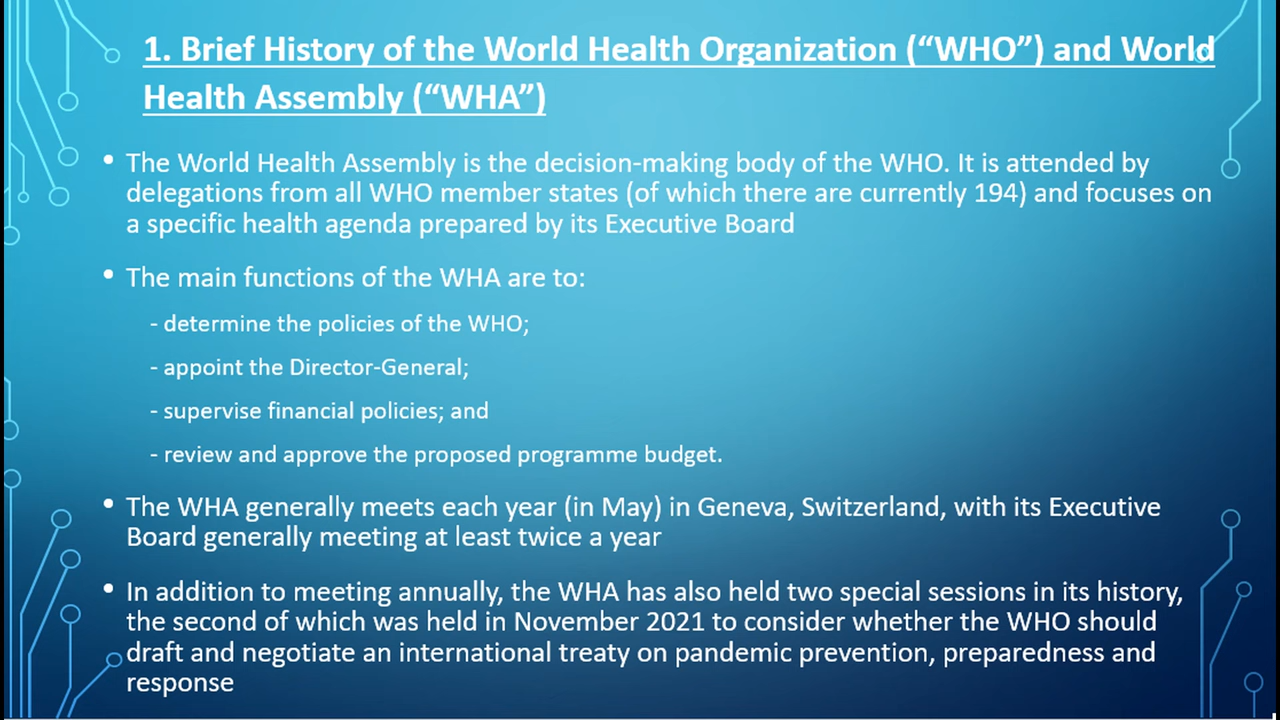 1. Brief History of the World Health Organization (“WHO”) and World
Health Assembly (“WHA”)
• The World Health Assembly is the decision-making body of the WHO. It is attended by
delegations from all WHO member states (of which there are currently 194) and focuses on
a specific health agenda prepared by its Executive Board
• The main functions of the WHA are to:
- determine the policies of the WHO;
- appoint the Director-General;
- supervise financial policies; and
- review and approve the proposed programme budget.
• The WHA generally meets each year (in May) in Geneva, Switzerland, with its Executive
Board generally meeting at least twice a year
• In addition to meeting annually, the WHA has also held two special sessions in its history,
the second of which was held in November 2021 to consider whether the WHO should
draft and negotiate an international treaty on pandemic prevention, preparedness and
response